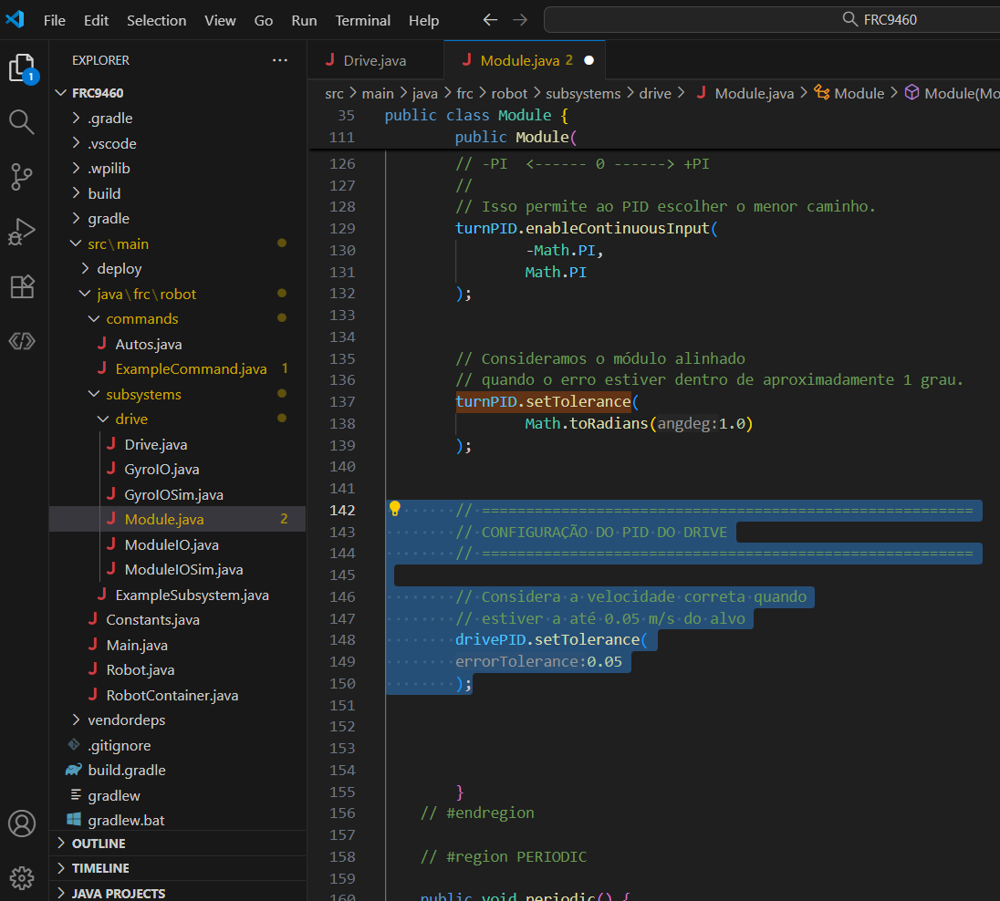 File Edit Selection View Go Run Terminal Help FRC9460
EXPLORER
1
FRC9460
.gradle
.vscode
.wpilib
build
gradle
src\main
deploy
java\frc\robot
commands
Autos.java
ExampleCommand.java 1
subsystems
drive
Drive.java
GyroIO.java
GyroIOSim.java
Module.java 2
ModuleIO.java
ModuleIOSim.java
ExampleSubsystem.java
Constants.java
Main.java
Robot.java
RobotContainer.java
vendordeps
.gitignore
build.gradle
gradlew
gradlew.bat
OUTLINE
TIMELINE
JAVA PROJECTS
Drive.java Module.java 2
src > main > java > frc > robot > subsystems > drive > Module.java > Module > Module(Mo
35 public class Module {
111 public Module(
126 // -PI <------ 0 ------> +PI
127 //
128 // Isso permite ao PID escolher o menor caminho.
129 turnPID.enableContinuousInput(
130 -Math.PI,
131 Math.PI
132 );
133
134
135 // Consideramos o módulo alinhado
136 // quando o erro estiver dentro de aproximadamente 1 grau.
137 turnPID.setTolerance(
138 Math.toRadians(angdeg:1.0)
139 );
140
141
142 // ========================================================
143 // CONFIGURAÇÃO DO PID DO DRIVE
144 // ========================================================
145
146 // Considera a velocidade correta quando
147 // estiver a até 0.05 m/s do alvo
148 drivePID.setTolerance(
149 errorTolerance:0.05
150 );
151
152
153
154
155 }
156 // #endregion
157
158 // #region PERIODIC
159
160 public void periodic() {